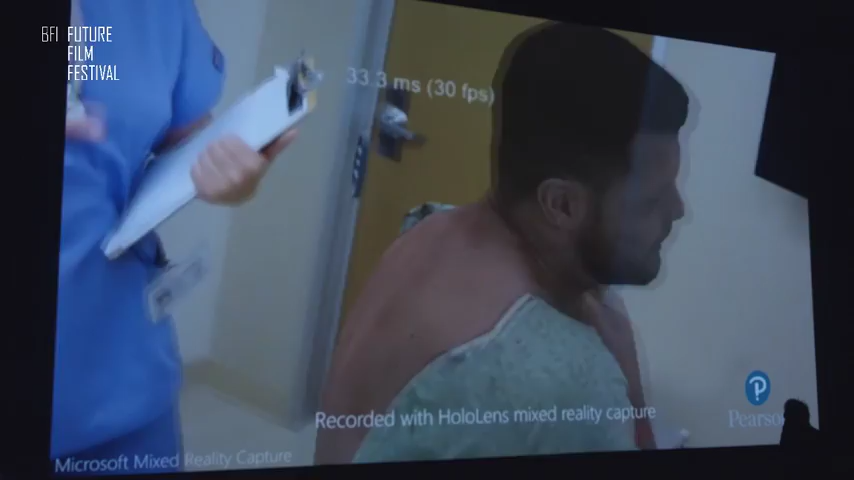 BFI FUTURE
FILM
FESTIVAL
33.3 ms (30 fps)
Recorded with HoloLens mixed reality capture
Microsoft Mixed Reality Capture